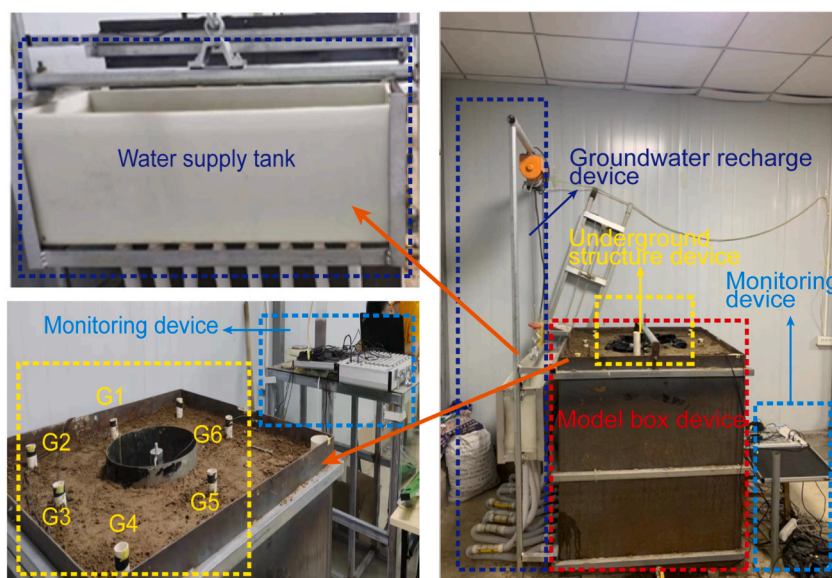 Water supply tank
Groundwater recharge
device
Underground
structure device
Monitoring
device
Model box device
Monitoring device
G1
G2
G6
G3
G4
G5